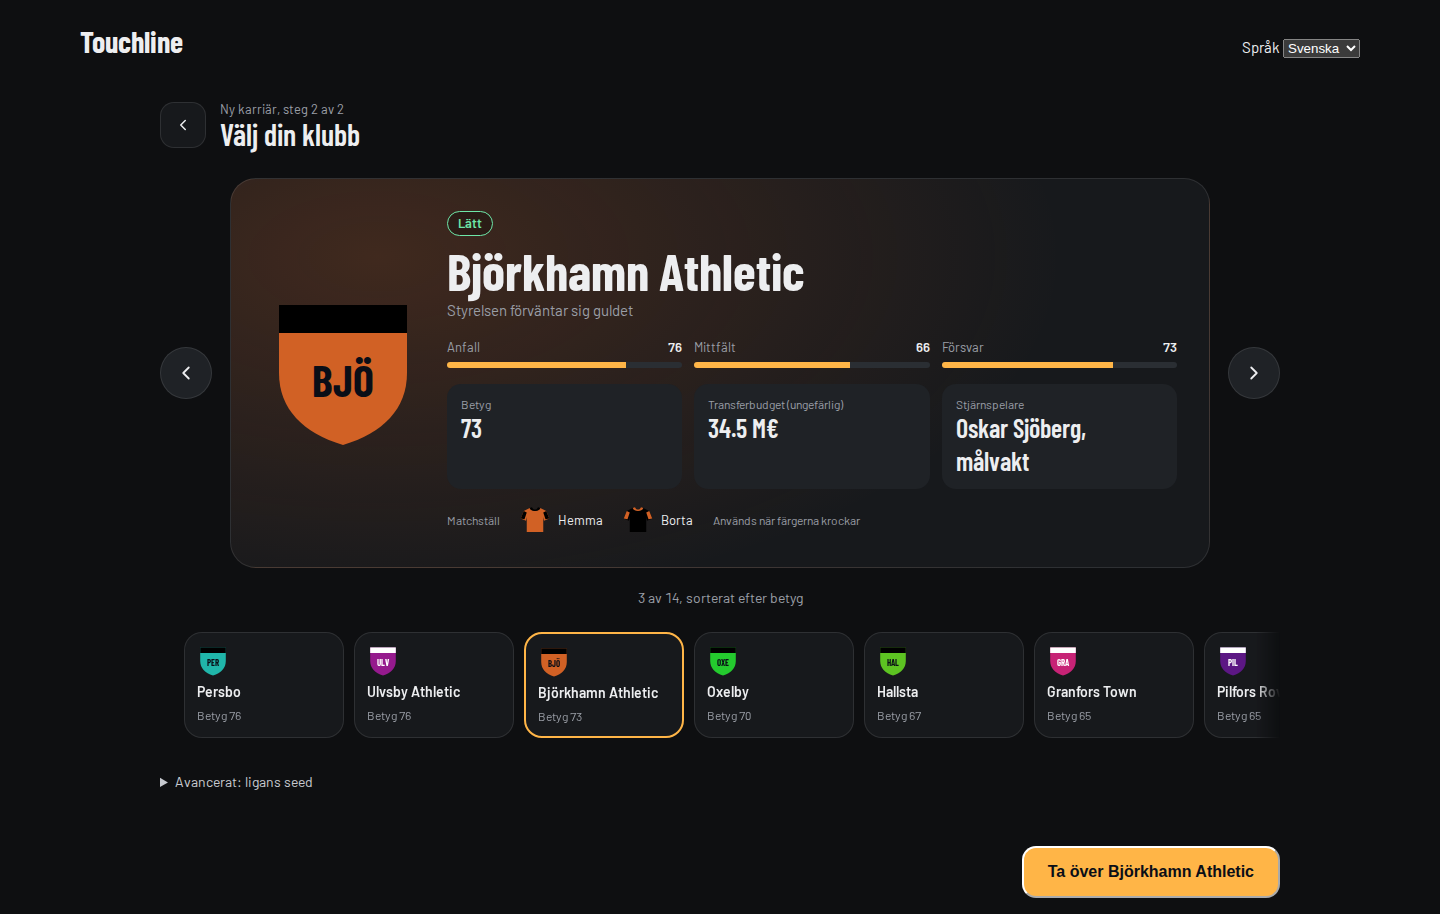 Touchline
Språk Svenska
Ny karriär, steg 2 av 2
Välj din klubb
Lätt
Björkhamn Athletic
Styrelsen förväntar sig guldet
BJÖ
Anfall 76 Mittfält 66 Försvar 73
Betyg Transferbudget (ungefärlig) Stjärnspelare
73 34.5 M€ Oskar Sjöberg,
målvakt
Matchställ Hemma Borta Används när färgerna krockar
3 av 14, sorterat efter betyg
PER ULV BJÖ OXE HAL GRA PIL
Persbo Ulvsby Athletic Björkhamn Athletic Oxelby Hallsta Granfors Town Pilfors Rov
Betyg 76 Betyg 76 Betyg 73 Betyg 70 Betyg 67 Betyg 65 Betyg 65
Avancerat: ligans seed
Ta över Björkhamn Athletic